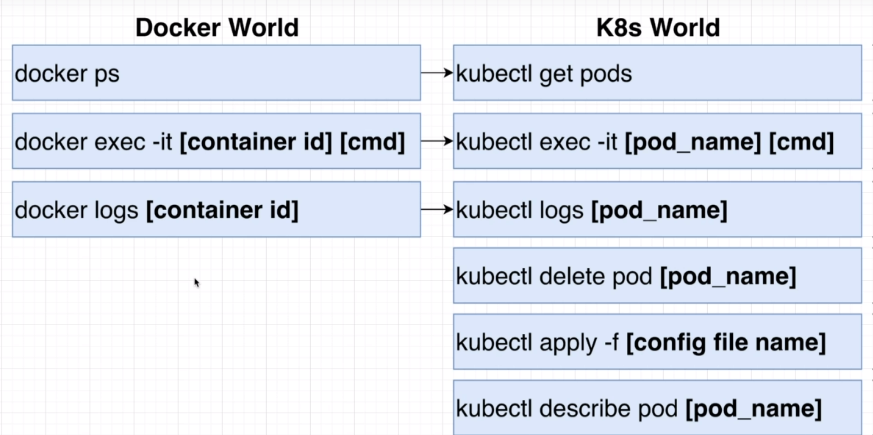 Docker World
K8s World
docker ps
kubectl get pods
docker exec -it [container id] [cmd]
kubectl exec -it [pod_name] [cmd]
docker logs [container id]
kubectl logs [pod_name]
kubectl delete pod [pod_name]
kubectl apply -f [config file name]
kubectl describe pod [pod_name]